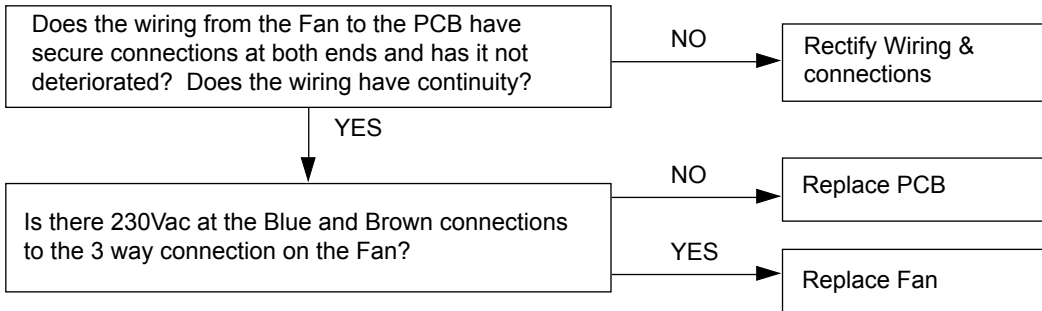 Does the wiring from the Fan to the PCB have
secure connections at both ends and has it not
deteriorated?  Does the wiring have continuity?
NO
Rectify Wiring &
connections
YES
Is there 230Vac at the Blue and Brown connections
to the 3 way connection on the Fan?
NO
Replace PCB
YES
Replace Fan